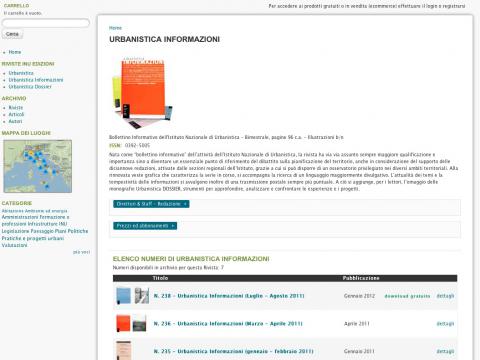 CARRELLO
Il carrello è vuoto.
Per accedere ai prodotti gratuiti o in vendita (ecommerce) effettuare il login o registrarsi
Cerca
Home
RIVISTE INU EDIZIONI
Urbanistica
Urbanistica Informazioni
Urbanistica Dossier
ARCHIVIO
Riviste
Articoli
Autori
MAPPA DEI LUOGHI
CATEGORIE
Abitazione Ambiente ed energia
Amministrazioni Formazione e
professioni Infrastrutture INU
Legislazione Paesaggio Piani Politiche
Pratiche e progetti urbani
Valutazioni
più voci
Home
URBANISTICA INFORMAZIONI
INFORMAZIONI
Bollettino Informativo dell'Istituto Nazionale di Urbanistica - Bimestrale, pagine 96 c.a. - Illustrazioni b/n
ISSN: 0392-5005
Nata come "bollettino informativo" dell'attività dell'Istituto Nazionale di Urbanistica, la rivista ha via via assunto sempre maggiori qualificazione e
importanza sino a diventare un essenziale punto di riferimento del dibattito sulla pianificazione del territorio, anche in considerazione del supporto delle
diciannove redazioni, attivate dalle sezioni regionali dell'Istituto, grazie a cui si può disporre di un osservatorio privilegiato nei diversi ambiti territoriali. Alla
rinnovata veste grafica che caratterizza la serie in corso, si accompagna la ricerca di un linguaggio maggiormente divulgativo. L'attualità dei temi e la
tempestività delle informazioni si avvalgono inoltre di una trasmissione postale sempre più puntuale. A ciò si aggiunge, per i lettori, l'omaggio delle
monografie Urbanistica DOSSIER, strumenti per approfondire, analizzare e confrontare le esperienze e i progetti.
Direttori & Staff - Redazione
Prezzi ed abbonamenti
ELENCO NUMERI DI URBANISTICA INFORMAZIONI
Numeri disponibili in archivio per questa Rivista: 7
Titolo Pubblicazione
N. 238 - Urbanistica Informazioni (Luglio - Agosto 2011) Gennaio 2012 download gratuito dettagli
N. 236 - Urbanistica Informazioni (Marzo - Aprile 2011) Aprile 2011 dettagli
N. 235 - Urbanistica Informazioni (gennaio - febbraio 2011) Gennaio 2011 dettagli